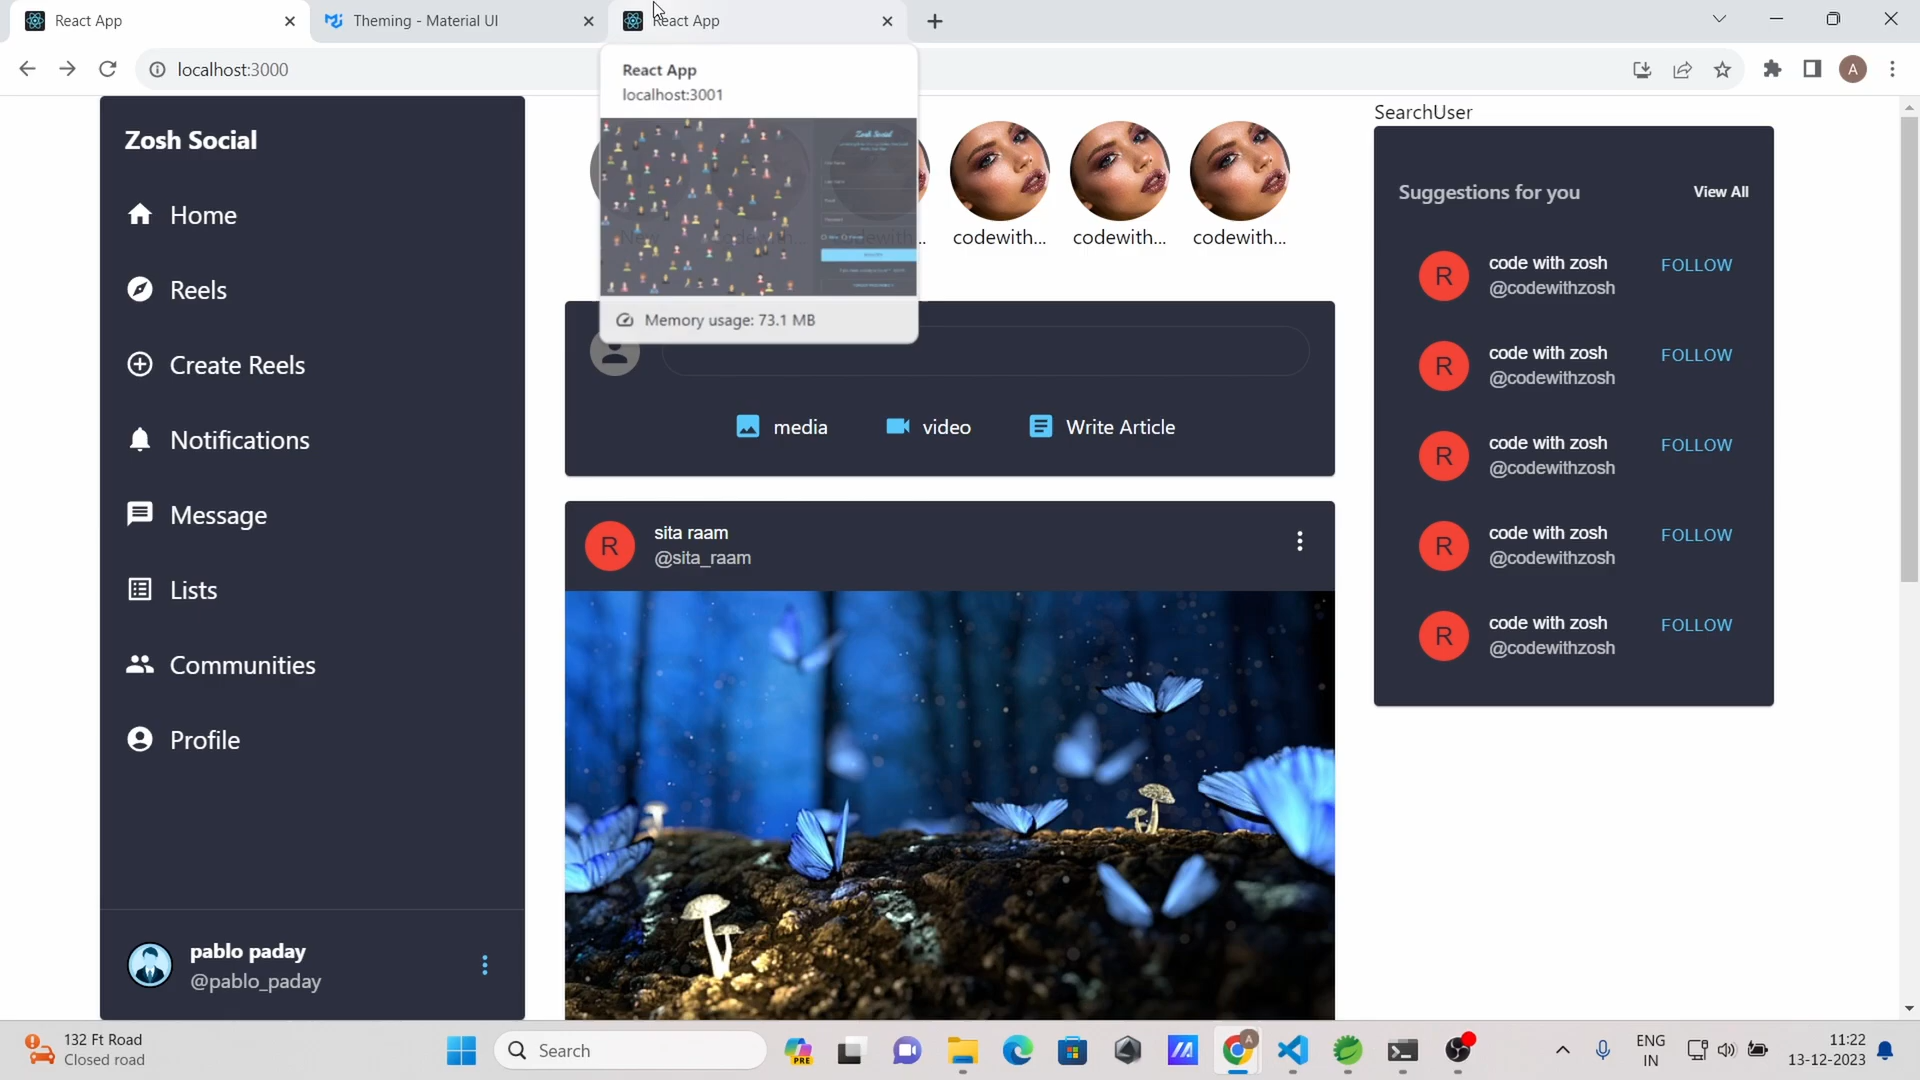 React App
Theming - Material UI
React App
localhost:3000
A
React App
localhost:3001
Zosh Social
Memory usage: 73.1 MB
Zosh Social
Home
Reels
Create Reels
Notifications
Message
Lists
Communities
Profile
pablo paday
@pablo_paday
New
codewith...
codewith...
codewith...
media
video
Write Article
R
sita raam
@sita_raam
SearchUser
Suggestions for you
View All
R
code with zosh
@codewithzosh
FOLLOW
R
code with zosh
@codewithzosh
FOLLOW
R
code with zosh
@codewithzosh
FOLLOW
R
code with zosh
@codewithzosh
FOLLOW
R
code with zosh
@codewithzosh
FOLLOW
132 Ft Road
Closed road
Search
PRE
A
ENG
IN
11:22
13-12-2023